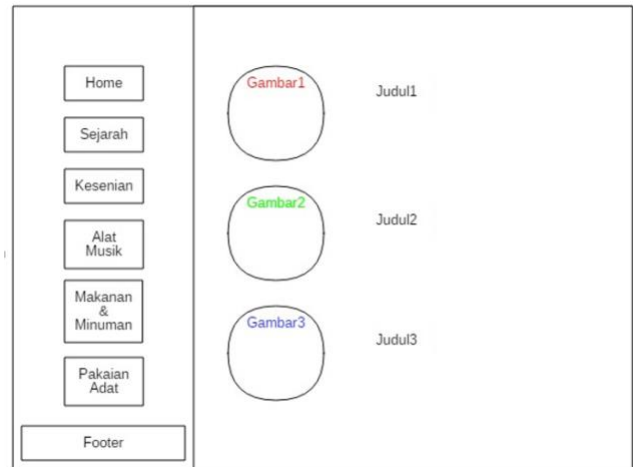 Home
Sejarah
Kesenian
Alat
Musik
Makanan
&
Minuman
Pakaian
Adat
Footer
Gambar1
Judul1
Gambar2
Judul2
Gambar3
Judul3